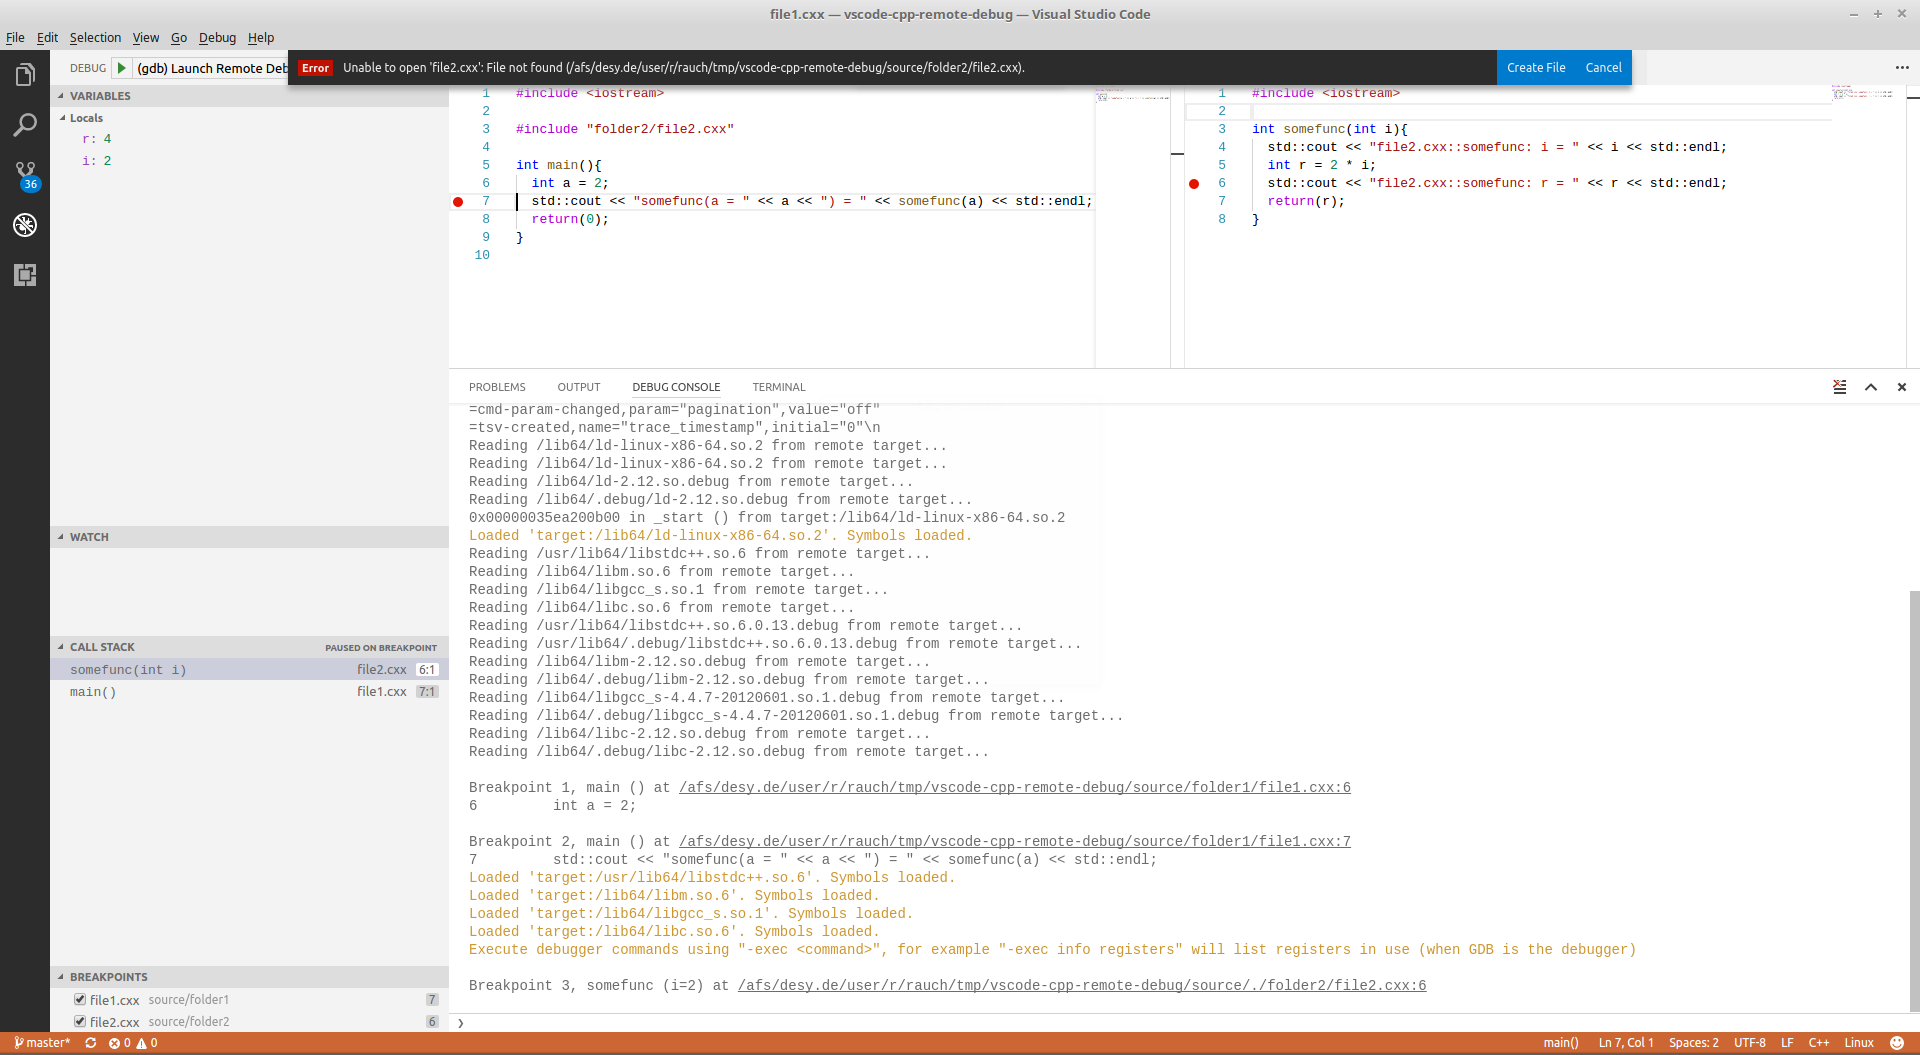 file1.cxx — vscode-cpp-remote-debug — Visual Studio Code
File Edit Selection View Go Debug Help
DEBUG (gdb) Launch Remote Deb
Error Unable to open 'file2.cxx': File not found (/afs/desy.de/user/r/rauch/tmp/vscode-cpp-remote-debug/source/folder2/file2.cxx). Create File Cancel
VARIABLES
Locals
r: 4
i: 2
WATCH
CALL STACK PAUSED ON BREAKPOINT
somefunc(int i) file2.cxx 6:1
main() file1.cxx 7:1
BREAKPOINTS
file1.cxx source/folder1 7
file2.cxx source/folder2 6
36
1 #include <iostream>
2
3 #include "folder2/file2.cxx"
4
5 int main(){
6 int a = 2;
7 std::cout << "somefunc(a = " << a << ") = " << somefunc(a) << std::endl;
8 return(0);
9 }
10
1 #include <iostream>
2
3 int somefunc(int i){
4 std::cout << "file2.cxx::somefunc: i = " << i << std::endl;
5 int r = 2 * i;
6 std::cout << "file2.cxx::somefunc: r = " << r << std::endl;
7 return(r);
8 }
PROBLEMS OUTPUT DEBUG CONSOLE TERMINAL
=cmd-param-changed,param="pagination",value="off"
=tsv-created,name="trace_timestamp",initial="0"\n
Reading /lib64/ld-linux-x86-64.so.2 from remote target...
Reading /lib64/ld-linux-x86-64.so.2 from remote target...
Reading /lib64/ld-2.12.so.debug from remote target...
Reading /lib64/.debug/ld-2.12.so.debug from remote target...
0x00000035ea200b00 in _start () from target:/lib64/ld-linux-x86-64.so.2
Loaded 'target:/lib64/ld-linux-x86-64.so.2'. Symbols loaded.
Reading /usr/lib64/libstdc++.so.6 from remote target...
Reading /lib64/libm.so.6 from remote target...
Reading /lib64/libgcc_s.so.1 from remote target...
Reading /lib64/libc.so.6 from remote target...
Reading /usr/lib64/libstdc++.so.6.0.13.debug from remote target...
Reading /usr/lib64/.debug/libstdc++.so.6.0.13.debug from remote target...
Reading /lib64/libm-2.12.so.debug from remote target...
Reading /lib64/.debug/libm-2.12.so.debug from remote target...
Reading /lib64/libgcc_s-4.4.7-20120601.so.1.debug from remote target...
Reading /lib64/.debug/libgcc_s-4.4.7-20120601.so.1.debug from remote target...
Reading /lib64/libc-2.12.so.debug from remote target...
Reading /lib64/.debug/libc-2.12.so.debug from remote target...
Breakpoint 1, main () at /afs/desy.de/user/r/rauch/tmp/vscode-cpp-remote-debug/source/folder1/file1.cxx:6
6 int a = 2;
Breakpoint 2, main () at /afs/desy.de/user/r/rauch/tmp/vscode-cpp-remote-debug/source/folder1/file1.cxx:7
7 std::cout << "somefunc(a = " << a << ") = " << somefunc(a) << std::endl;
Loaded 'target:/usr/lib64/libstdc++.so.6'. Symbols loaded.
Loaded 'target:/lib64/libm.so.6'. Symbols loaded.
Loaded 'target:/lib64/libgcc_s.so.1'. Symbols loaded.
Loaded 'target:/lib64/libc.so.6'. Symbols loaded.
Execute debugger commands using "-exec <command>", for example "-exec info registers" will list registers in use (when GDB is the debugger)
Breakpoint 3, somefunc (i=2) at /afs/desy.de/user/r/rauch/tmp/vscode-cpp-remote-debug/source/./folder2/file2.cxx:6
master* 0 0 main() Ln 7, Col 1 Spaces: 2 UTF-8 LF C++ Linux